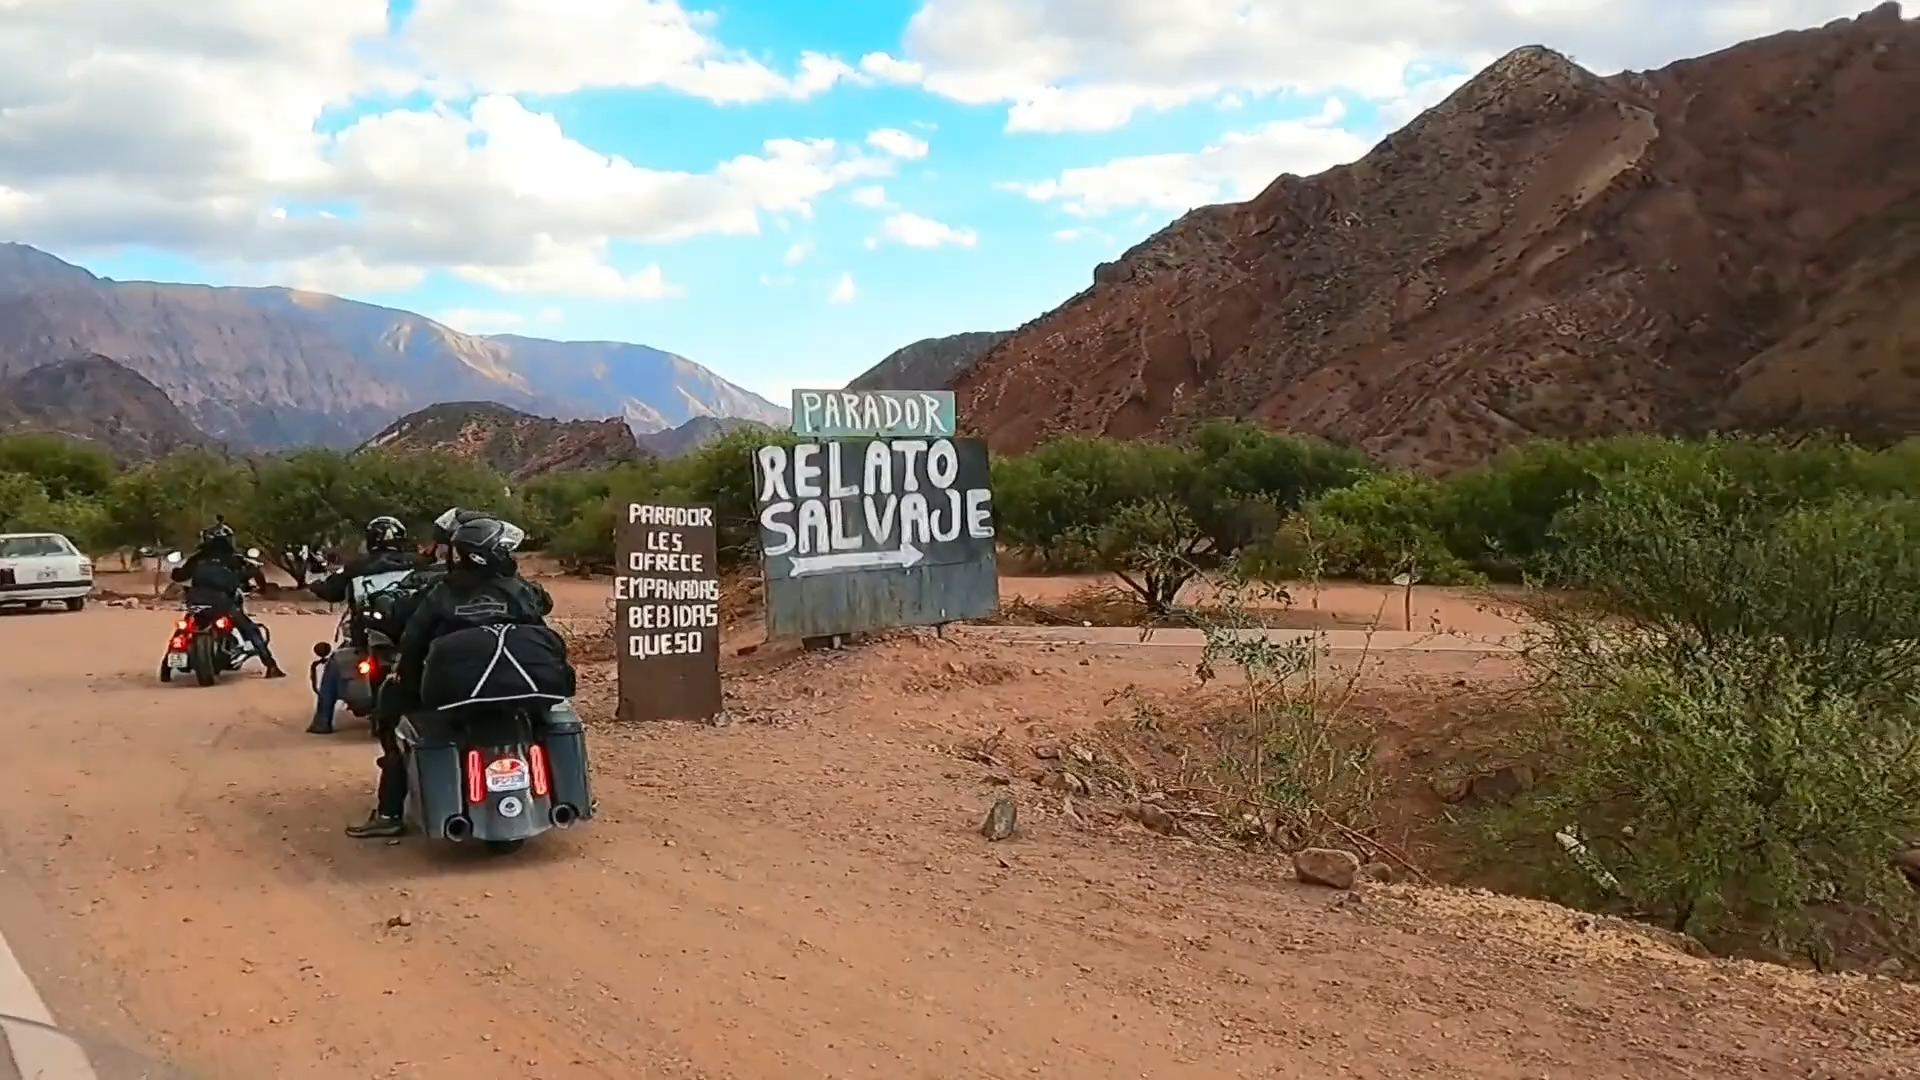 PARADOR
RELATO
SALVAJE
PARADOR
LES
OFRECE
EMPANADAS
BEBIDAS
QUESO